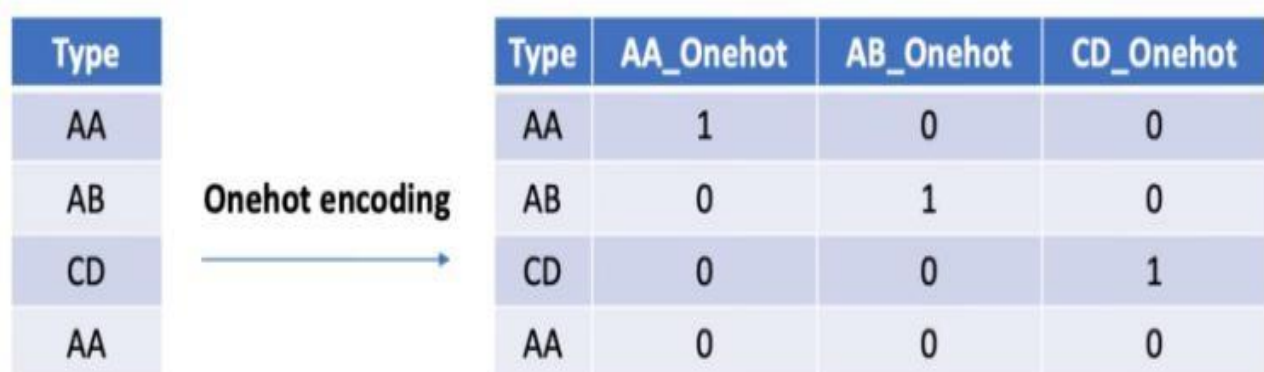 Type
AA
AB
CD
AA
Onehot encoding
Type AA_Onehot AB_Onehot CD_Onehot
AA 1 0 0
AB 0 1 0
CD 0 0 1
AA 0 0 0